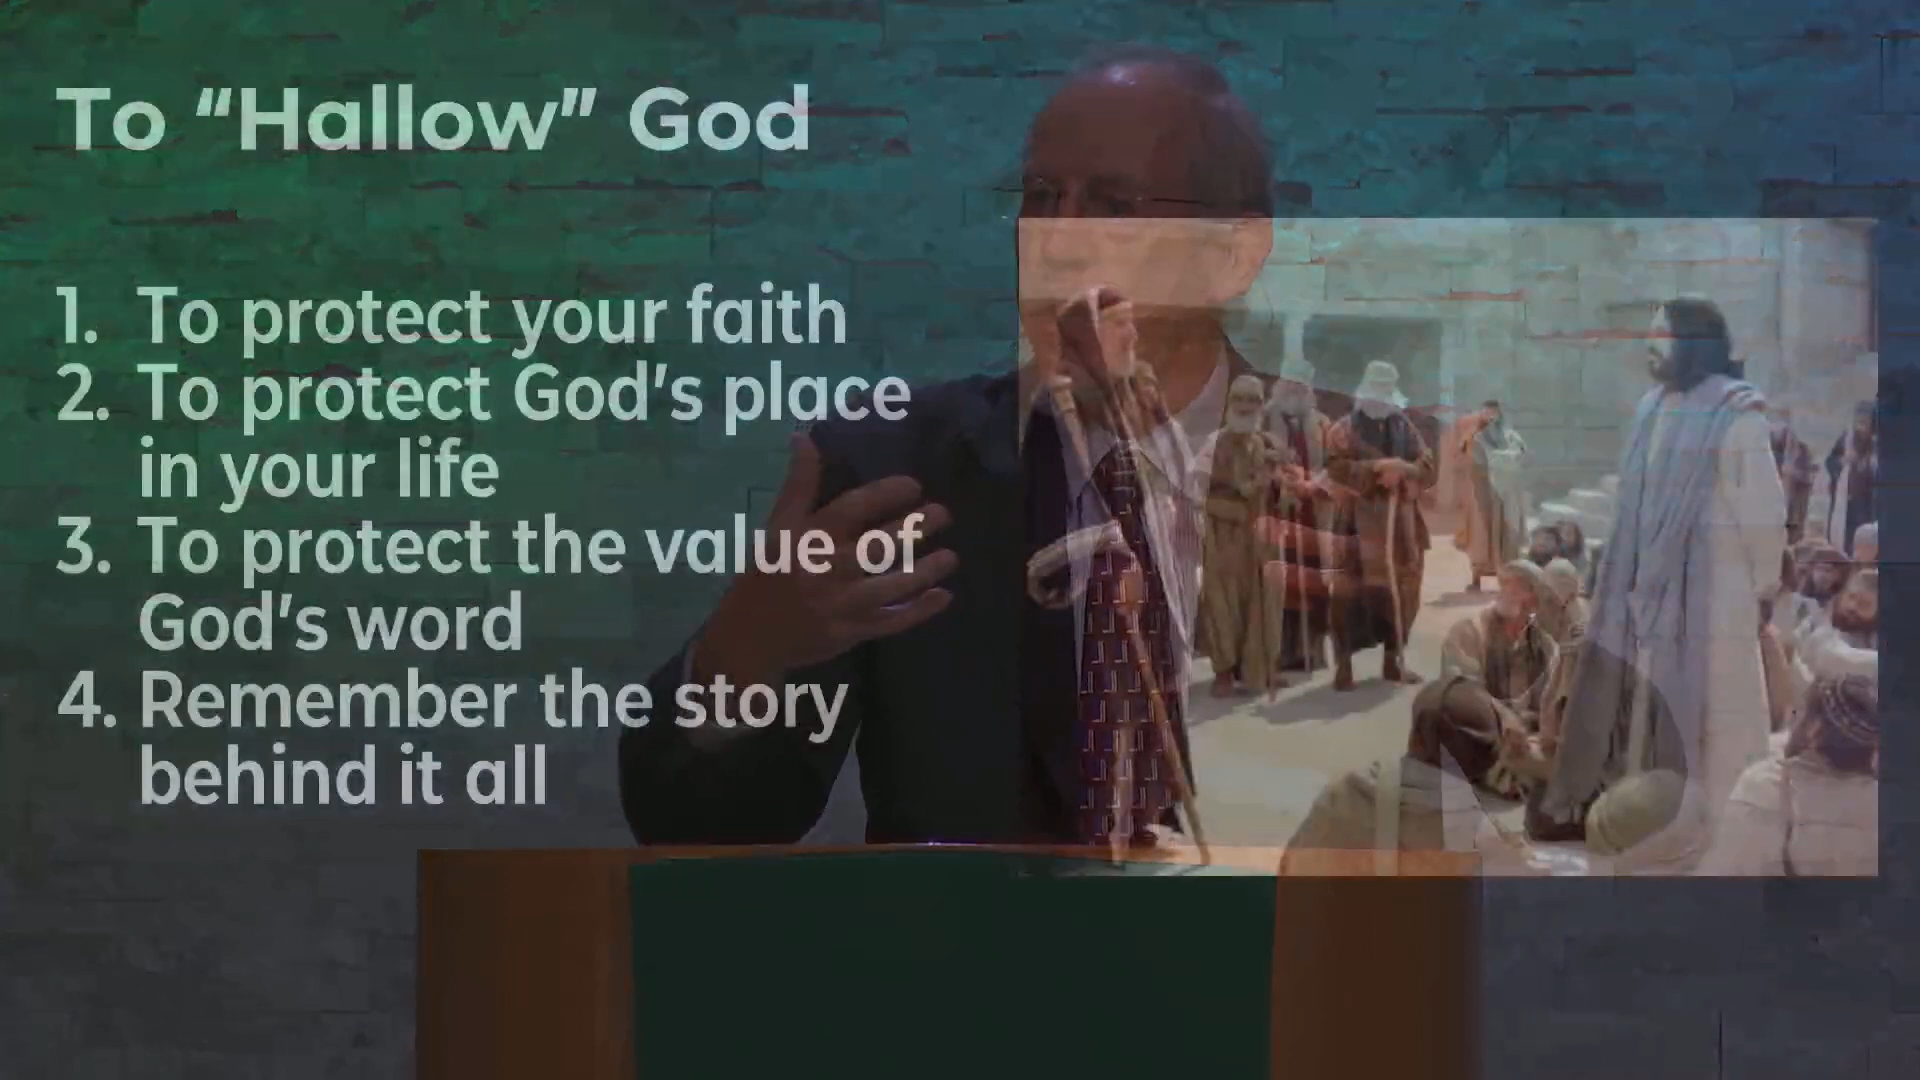 To “Hallow” God
1. To protect your faith
2. To protect God's place
in your life
3. To protect the value of
God's word
4. Remember the story
behind it all